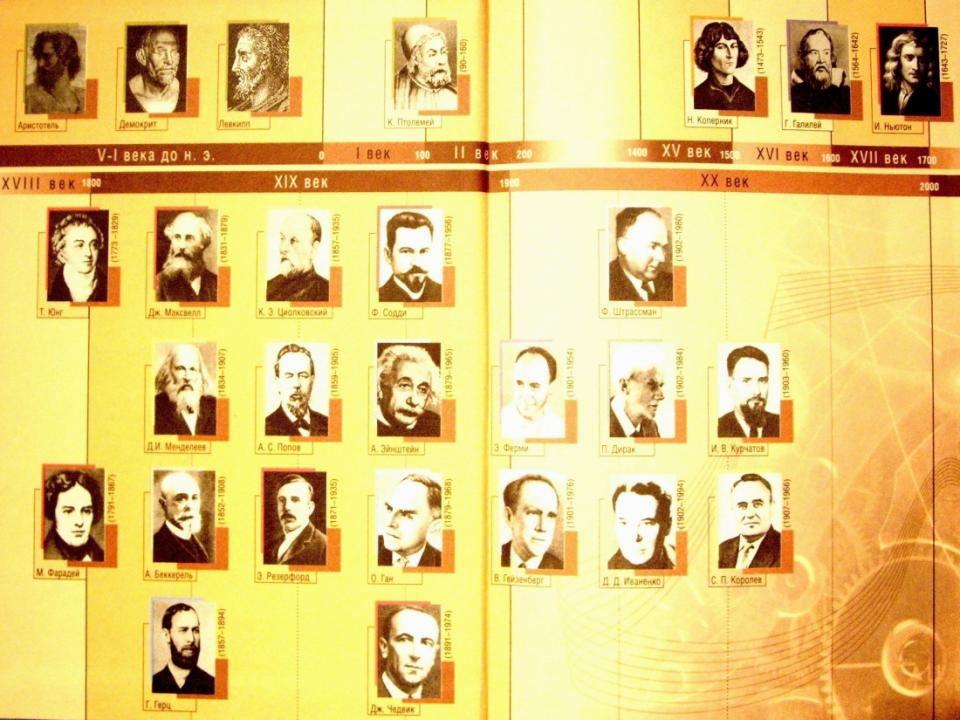 Аристотель
Демокрит
Левкипп
К. Птолемей
(90–160)
Н. Коперник
(1473–1543)
Г. Галилей
(1564–1642)
И. Ньютон
(1643–1727)
V-I века до н. э.
0
I век
100
II век
200
1400
XV век
1500
XVI век
1600
XVII век
1700
XVIII век
1800
XIX век
1900
XX век
2000
Т. Юнг
(1773–1829)
Дж. Максвелл
(1831–1879)
К. Э. Циолковский
(1857–1935)
Ф. Содди
(1877–1956)
Ф. Штрассман
(1902–1980)
Д.И. Менделеев
(1834–1907)
А. С. Попов
(1859–1905)
А. Эйнштейн
(1879–1955)
Э. Ферми
(1901–1954)
П. Дирак
(1902–1984)
И. В. Курчатов
(1903–1960)
М. Фарадей
(1791–1867)
А. Беккерель
(1852–1908)
Э. Резерфорд
(1871–1935)
О. Ган
(1879–1968)
В. Гейзенберг
(1901–1976)
Д. Д. Иваненко
(1902–1994)
С. П. Королев
(1907–1966)
Г. Герц
(1857–1894)
Дж. Чедвик
(1891–1974)